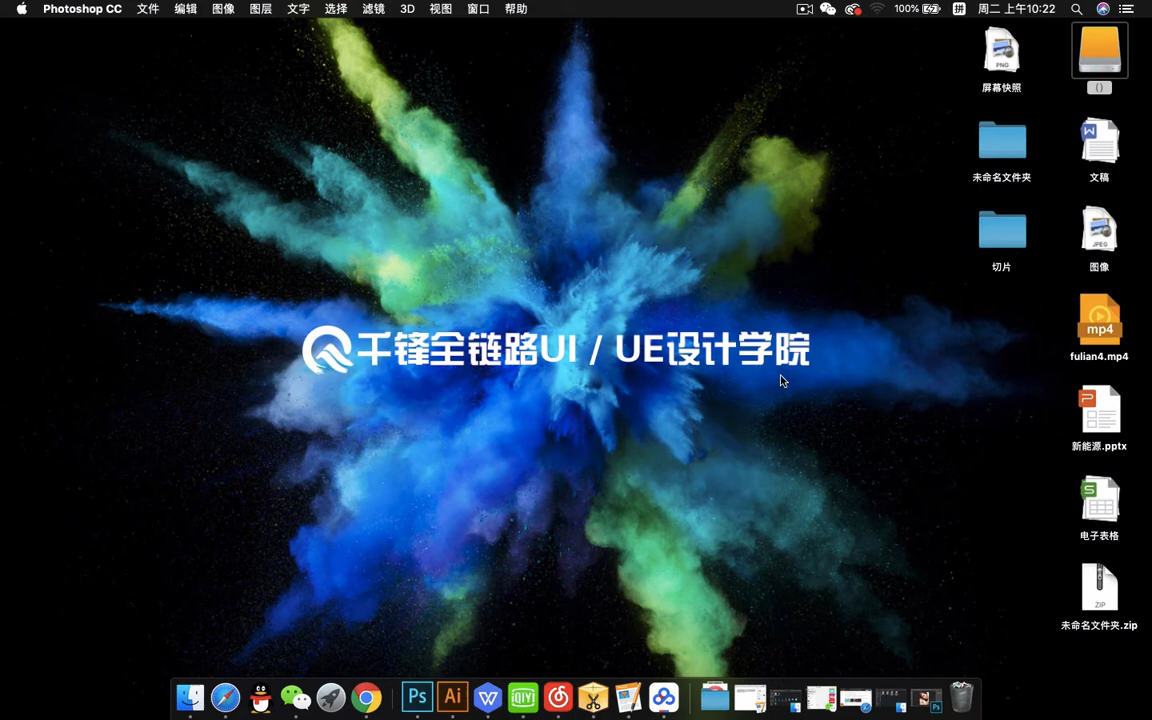 Photoshop CC 文件 编辑 图像 图层 文字 选择 滤镜 3D 视图 窗口 帮助 100% 拼 周二 上午10:22
PNG
屏幕快照
()
未命名文件夹
W
文稿
切片
JPEG
图像
mp4
fulian4.mp4
千锋全链路UI / UE设计学院
P
新能源.pptx
S
电子表格
ZIP
未命名文件夹.zip
Ps Ai W QIYI